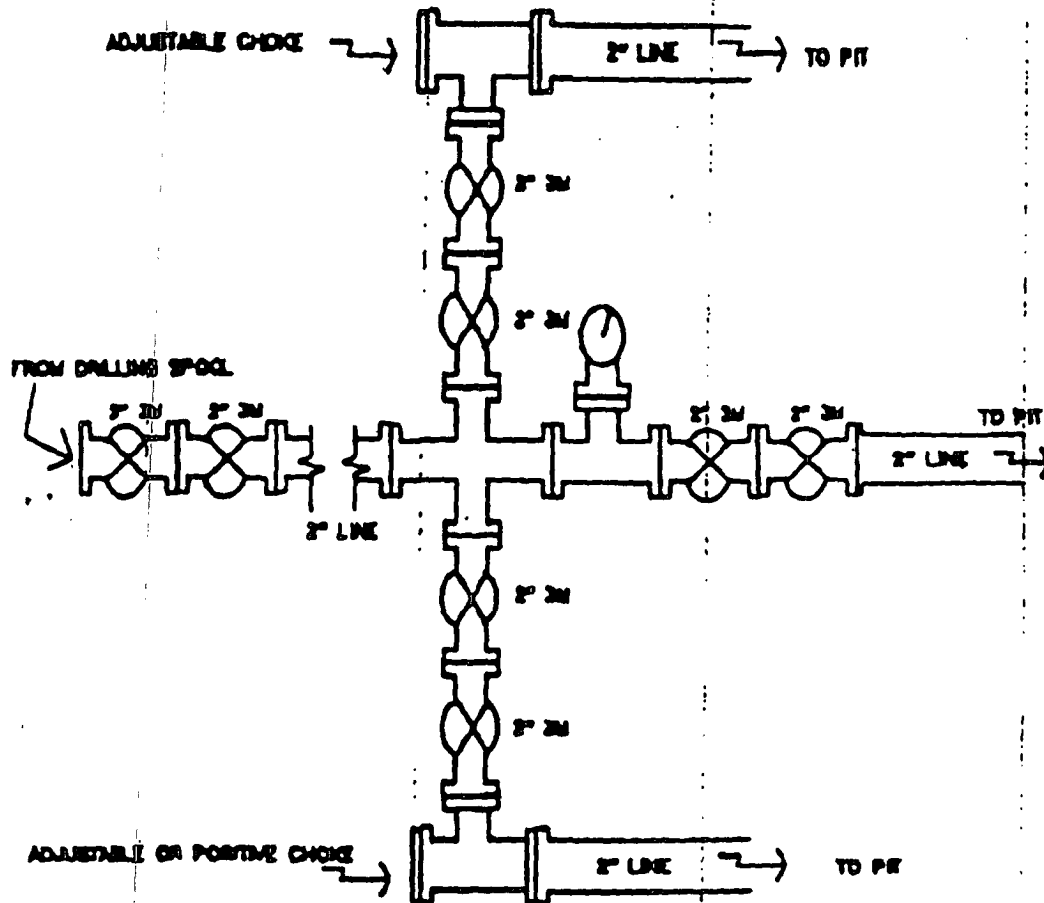 ADJUSTABLE CHOKE
2" LINE
TO PIT
2" 3M
2" 3M
FROM DRILLING SPOOL
2" 3M
2" 3M
2" 3M
2" 3M
TO PIT
2" LINE
2" LINE
2" 3M
2" 3M
ADJUSTABLE OR POSITIVE CHOKE
2" LINE
TO PIT